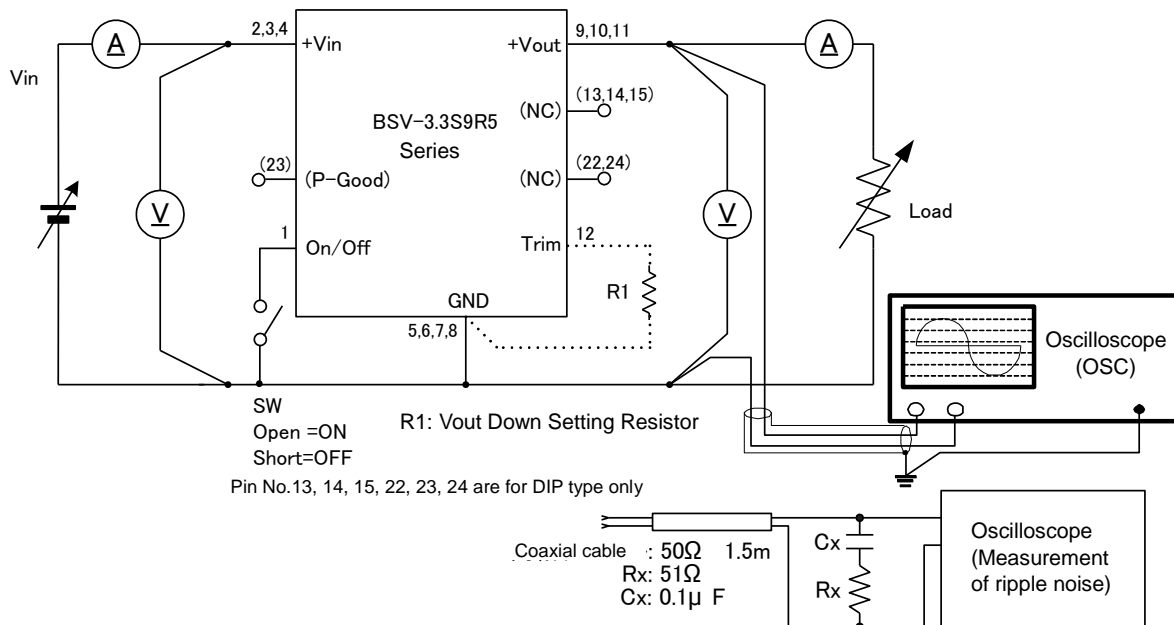 A
2,3,4
9,10,11
A
Vin
+Vin
+Vout
(NC)
(13,14,15)
BSV-3.3S9R5
Series
(23)
(P-Good)
(NC)
(22,24)
V
V
Load
1
On/Off
Trim
12
R1
GND
5,6,7,8
Oscilloscope
(OSC)
SW
Open =ON
Short=OFF
R1: Vout Down Setting Resistor
Pin No.13, 14, 15, 22, 23, 24 are for DIP type only
Coaxial cable : 50Ω 1.5m
Rx: 51Ω
Cx: 0.1μ F
Cx
Rx
Oscilloscope
(Measurement
of ripple noise)